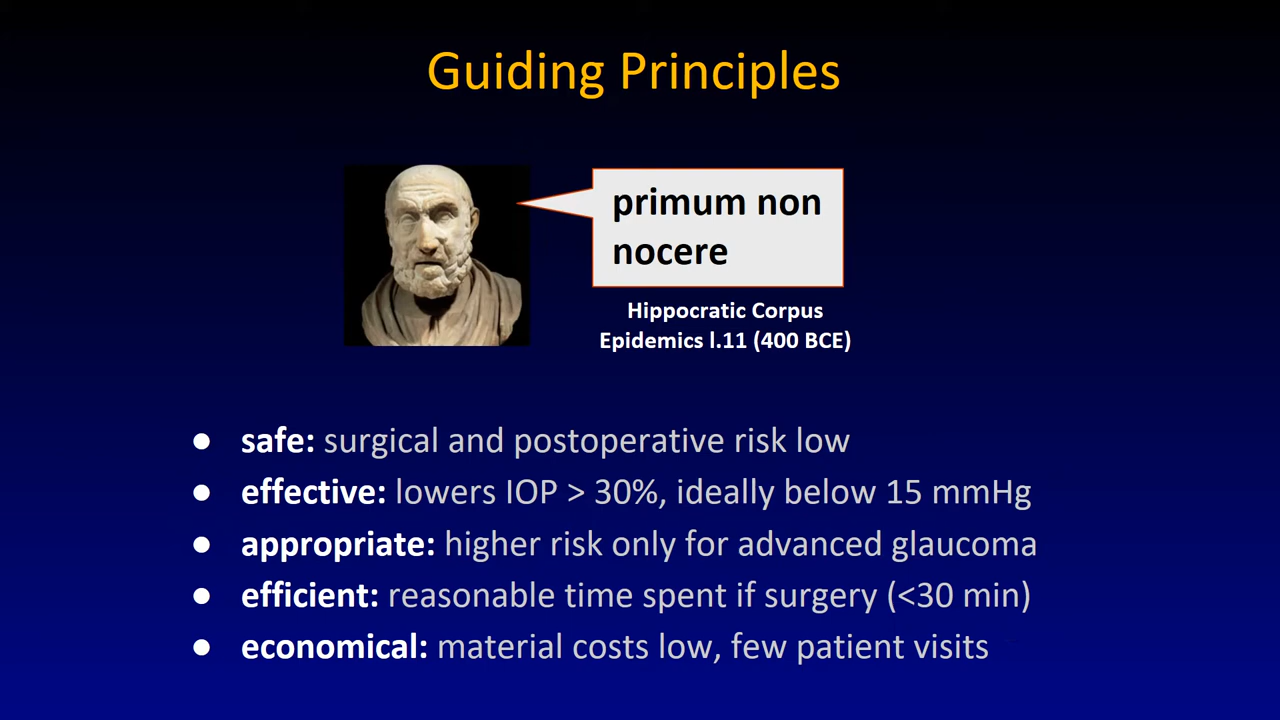 Guiding Principles
primum non
nocere
Hippocratic Corpus
Epidemics l.11 (400 BCE)
● safe: surgical and postoperative risk low
● effective: lowers IOP > 30%, ideally below 15 mmHg
● appropriate: higher risk only for advanced glaucoma
● efficient: reasonable time spent if surgery (<30 min)
● economical: material costs low, few patient visits